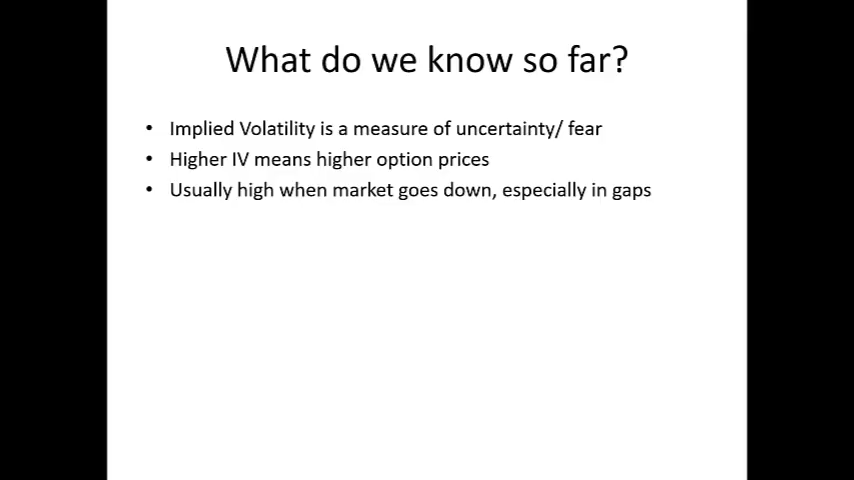 What do we know so far?
• Implied Volatility is a measure of uncertainty/ fear
• Higher IV means higher option prices
• Usually high when market goes down, especially in gaps